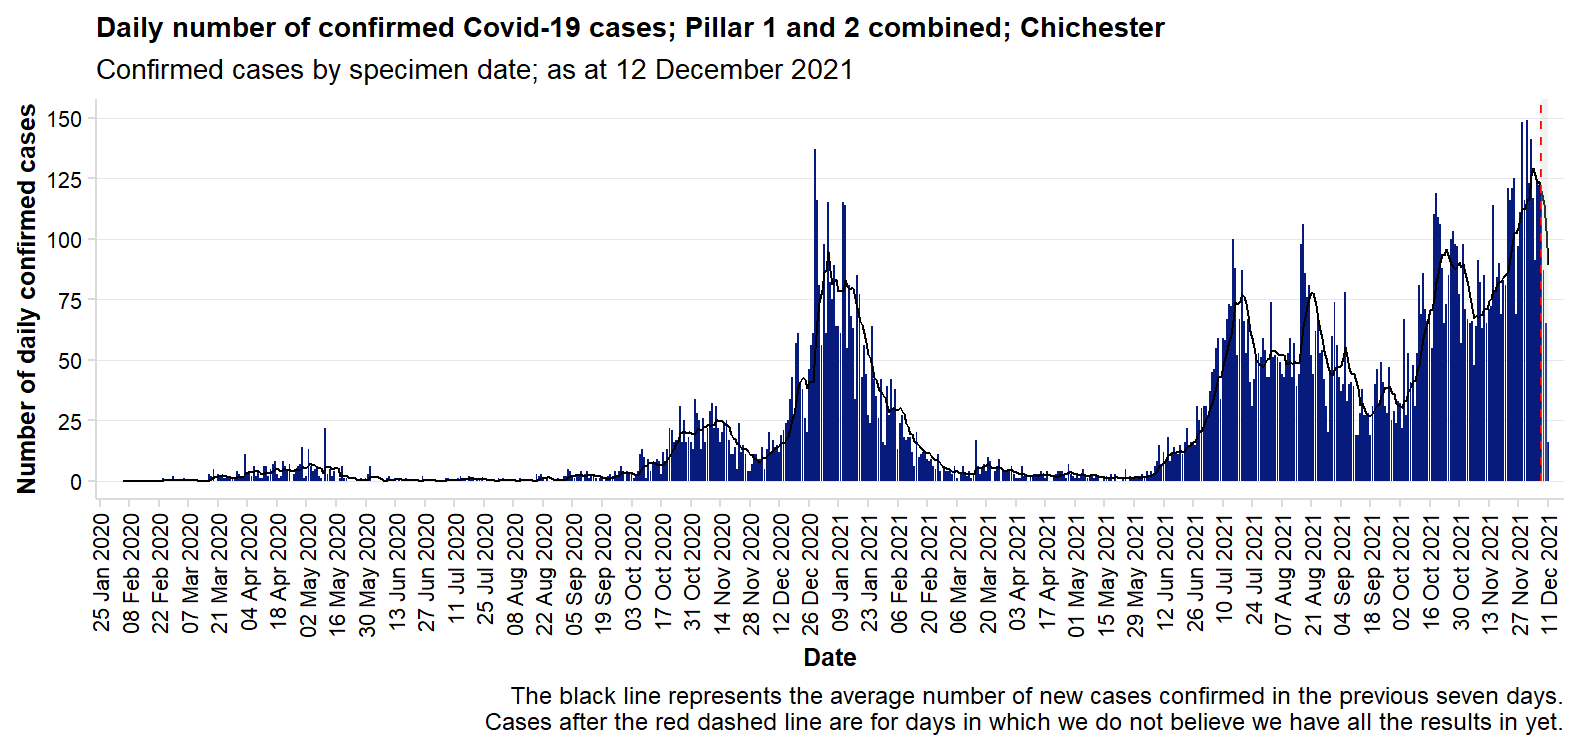 Daily number of confirmed Covid-19 cases; Pillar 1 and 2 combined; Chichester
Confirmed cases by specimen date; as at 12 December 2021
Number of daily confirmed cases
150
125
100
75
50
25
0
25 Jan 2020
08 Feb 2020
22 Feb 2020
07 Mar 2020
21 Mar 2020
04 Apr 2020
18 Apr 2020
02 May 2020
16 May 2020
30 May 2020
13 Jun 2020
27 Jun 2020
11 Jul 2020
25 Jul 2020
08 Aug 2020
22 Aug 2020
05 Sep 2020
19 Sep 2020
03 Oct 2020
17 Oct 2020
31 Oct 2020
14 Nov 2020
28 Nov 2020
12 Dec 2020
26 Dec 2020
09 Jan 2021
23 Jan 2021
06 Feb 2021
20 Feb 2021
06 Mar 2021
20 Mar 2021
03 Apr 2021
17 Apr 2021
01 May 2021
15 May 2021
29 May 2021
12 Jun 2021
26 Jun 2021
10 Jul 2021
24 Jul 2021
07 Aug 2021
21 Aug 2021
04 Sep 2021
18 Sep 2021
02 Oct 2021
16 Oct 2021
30 Oct 2021
13 Nov 2021
27 Nov 2021
11 Dec 2021
Date
The black line represents the average number of new cases confirmed in the previous seven days.
Cases after the red dashed line are for days in which we do not believe we have all the results in yet.